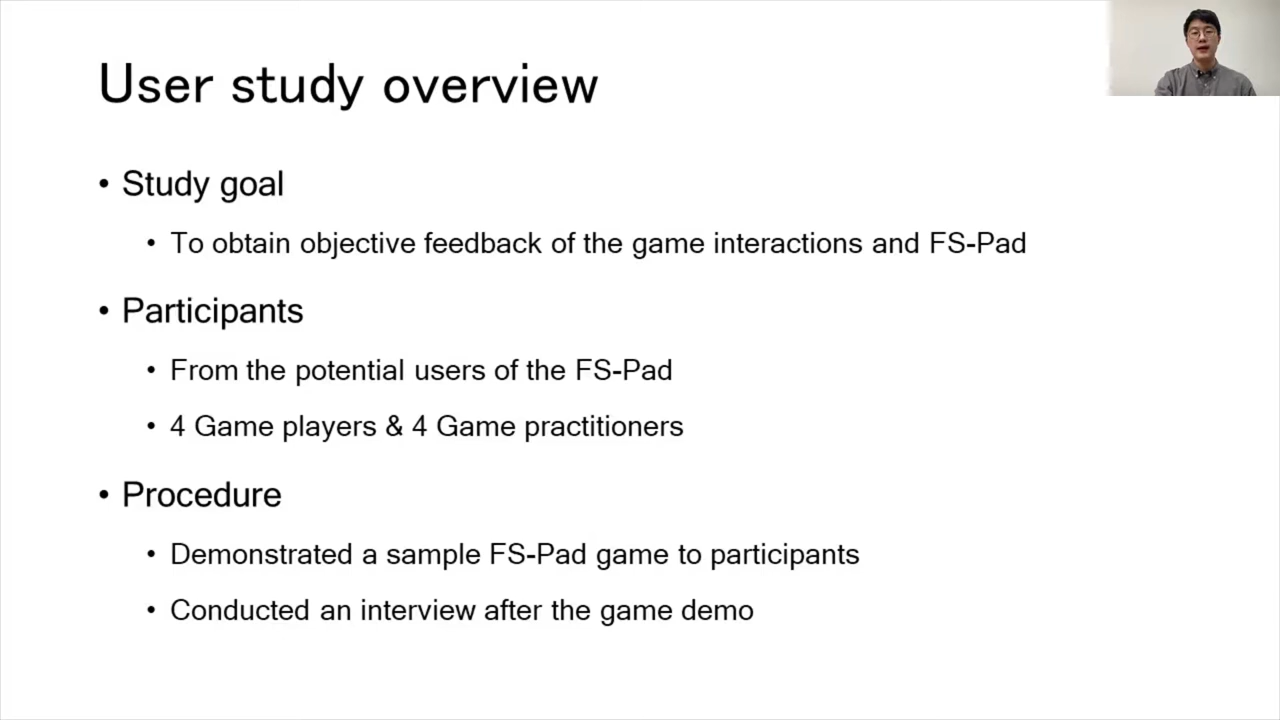 User study overview
• Study goal
• To obtain objective feedback of the game interactions and FS-Pad
• Participants
• From the potential users of the FS-Pad
• 4 Game players & 4 Game practitioners
• Procedure
• Demonstrated a sample FS-Pad game to participants
• Conducted an interview after the game demo